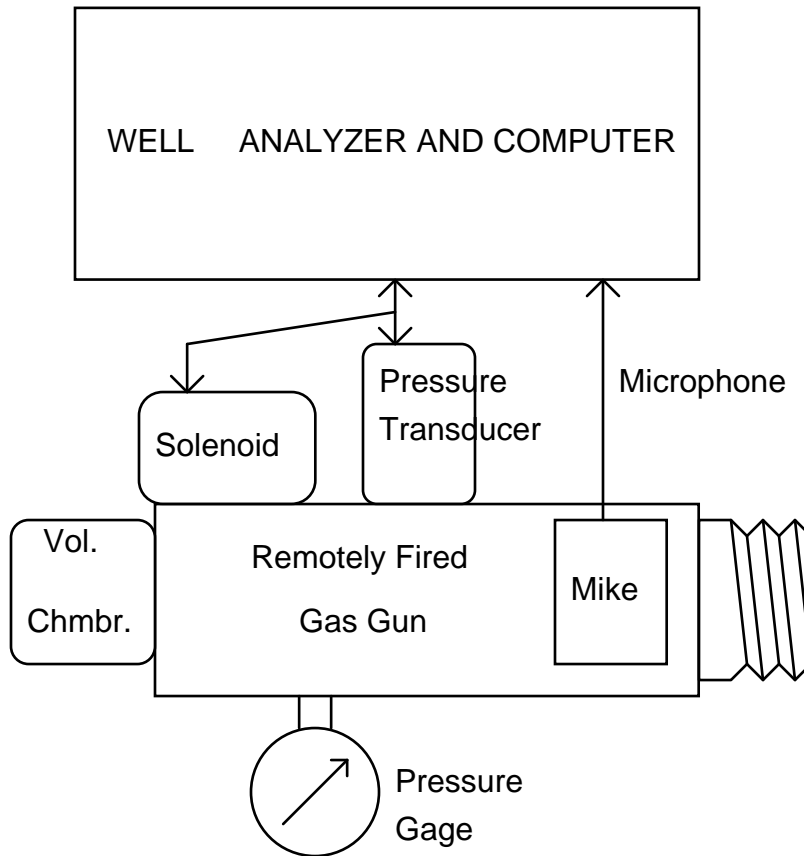 WELL ANALYZER AND COMPUTER
Pressure
Transducer
Microphone
Solenoid
Vol.
Chmbr.
Remotely Fired
Gas Gun
Mike
Pressure
Gage